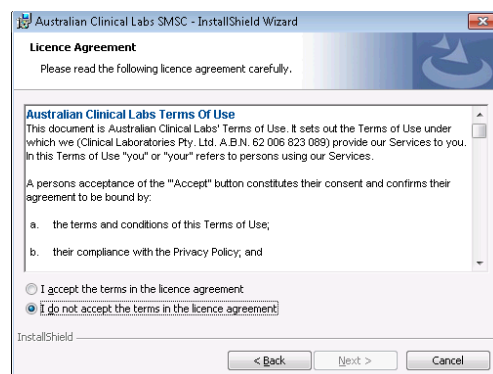 Australian Clinical Labs SMSC - InstallShield Wizard
Licence Agreement
Please read the following licence agreement carefully.
Australian Clinical Labs Terms Of Use
This document is Australian Clinical Labs' Terms of Use. It sets out the Terms of Use under
which we (Clinical Laboratories Pty. Ltd. A.B.N. 62 006 823 089) provide our Services to you.
In this Terms of Use "you" or "your" refers to persons using our Services.
A persons acceptance of the "'Accept" button constitutes their consent and confirms their
agreement to be bound by:
a. the terms and conditions of this Terms of Use;
b. their compliance with the Privacy Policy; and
I accept the terms in the licence agreement
I do not accept the terms in the licence agreement
InstallShield
< Back Next > Cancel